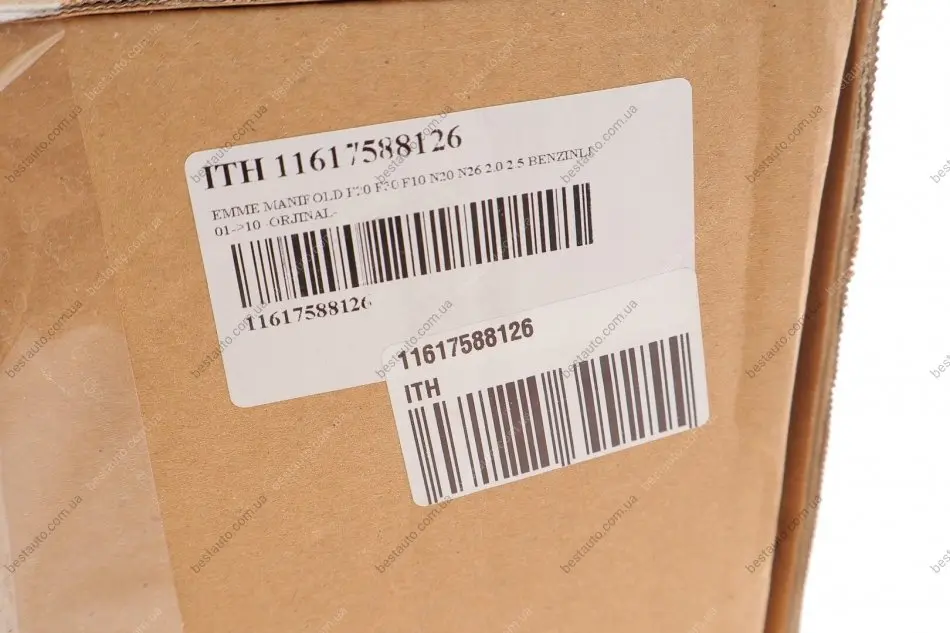 ITH 11617588126
EMME MANIFOLD F20 F30 F10 N20 N26 2.0 2.5 BENZINLI
01->10 -ORJINAL-
11617588126
11617588126
ITH
bestauto.com.ua